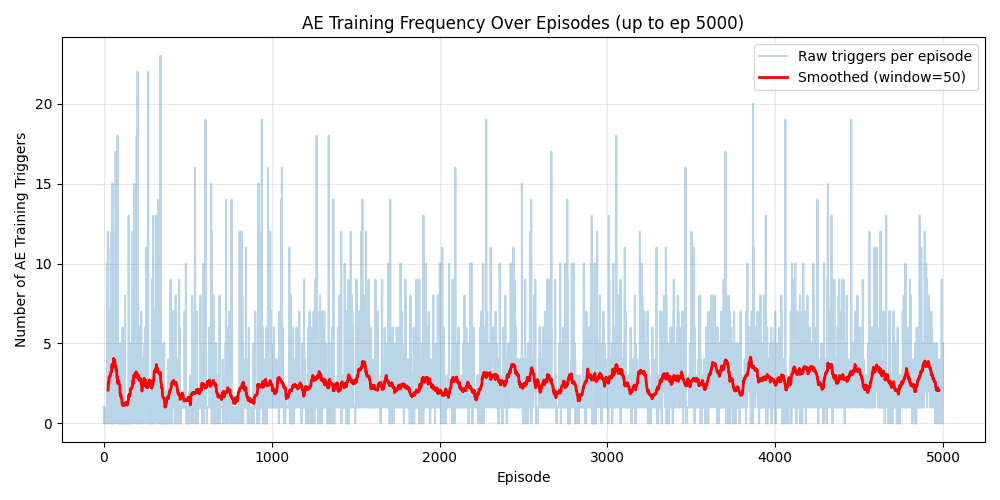 AE Training Frequency Over Episodes (up to ep 5000)
Raw triggers per episode
Smoothed (window=50)
Number of AE Training Triggers
20
15
10
5
0
0 1000 2000 3000 4000 5000
Episode